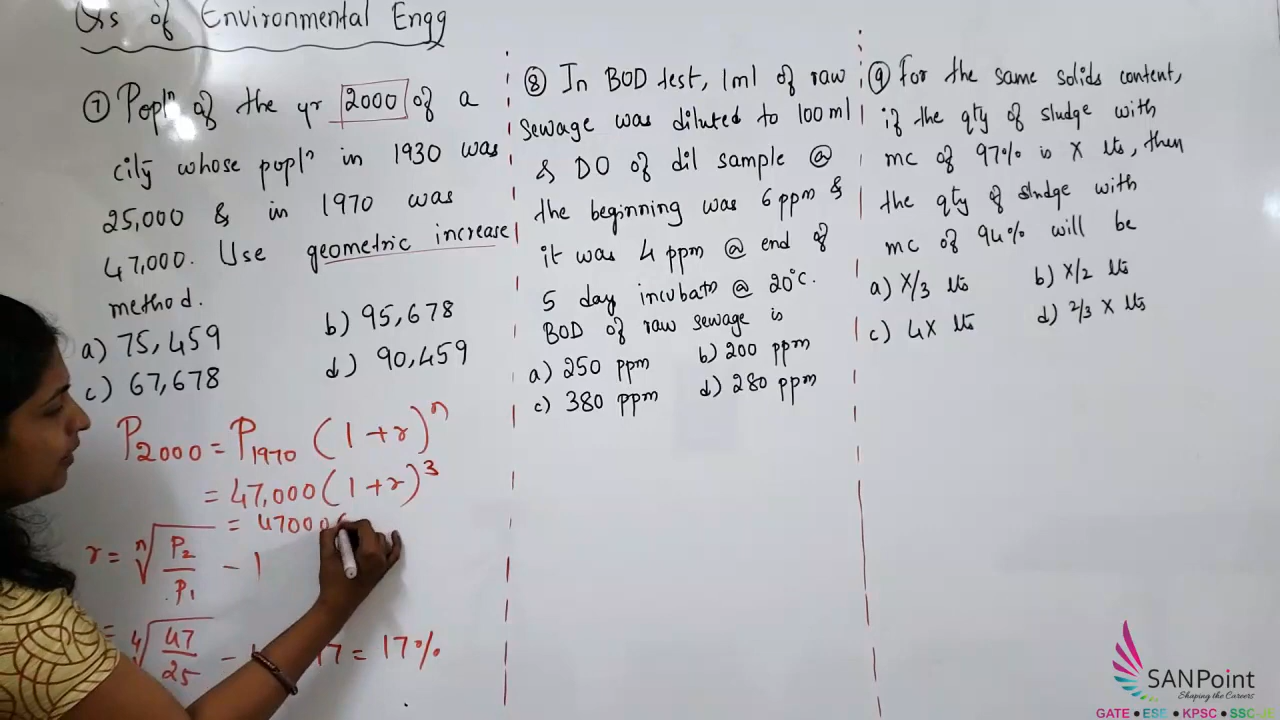 Qrs of Environmental Engg
⑦ Popln of the yr 2000 of a
city whose popln in 1930 was
25,000 & in 1970 was
47,000. Use geometric increase
method.
a) 75,459 b) 95,678
c) 67,678 d) 90,459
P2000 = P1970 (1+r)^n
= 47,000 (1+r)^3
= 47000(
r = n√(P2/P1) - 1
= 4√(47/25) - 17 = 17%
⑧ In BOD test, 1ml of raw
sewage was diluted to 100ml
& DO of dil sample @
the beginning was 6 ppm &
it was 4 ppm @ end of
5 day incubatn @ 20°C.
BOD of raw sewage is
a) 250 ppm b) 200 ppm
c) 380 ppm d) 280 ppm
⑨ For the same solids content,
if the qty of sludge with
mc of 97% is X lts, then
the qty of sludge with
mc of 94% will be
a) X/3 lts b) X/2 lts
c) 4X lts d) 2/3 X lts
SANPoint
Shaping the Careers
GATE • ESE • KPSC • SSC-JE